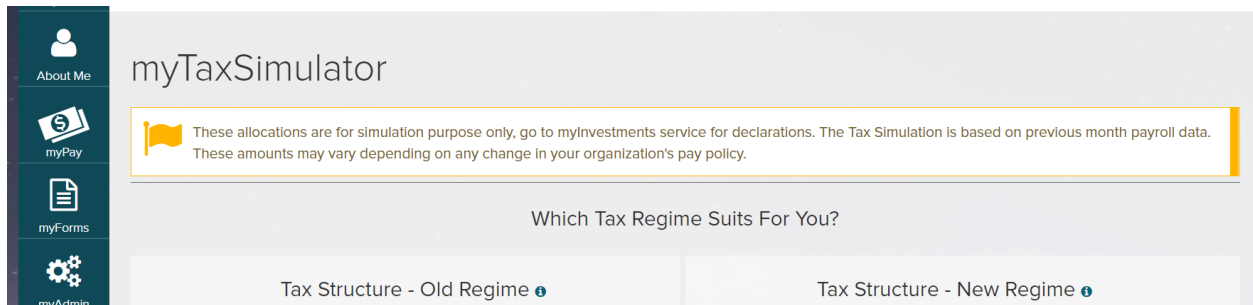 About Me
myPay
myForms
myAdmin
myTaxSimulator
These allocations are for simulation purpose only, go to myInvestments service for declarations. The Tax Simulation is based on previous month payroll data.
These amounts may vary depending on any change in your organization's pay policy.
Which Tax Regime Suits For You?
Tax Structure - Old Regime
Tax Structure - New Regime